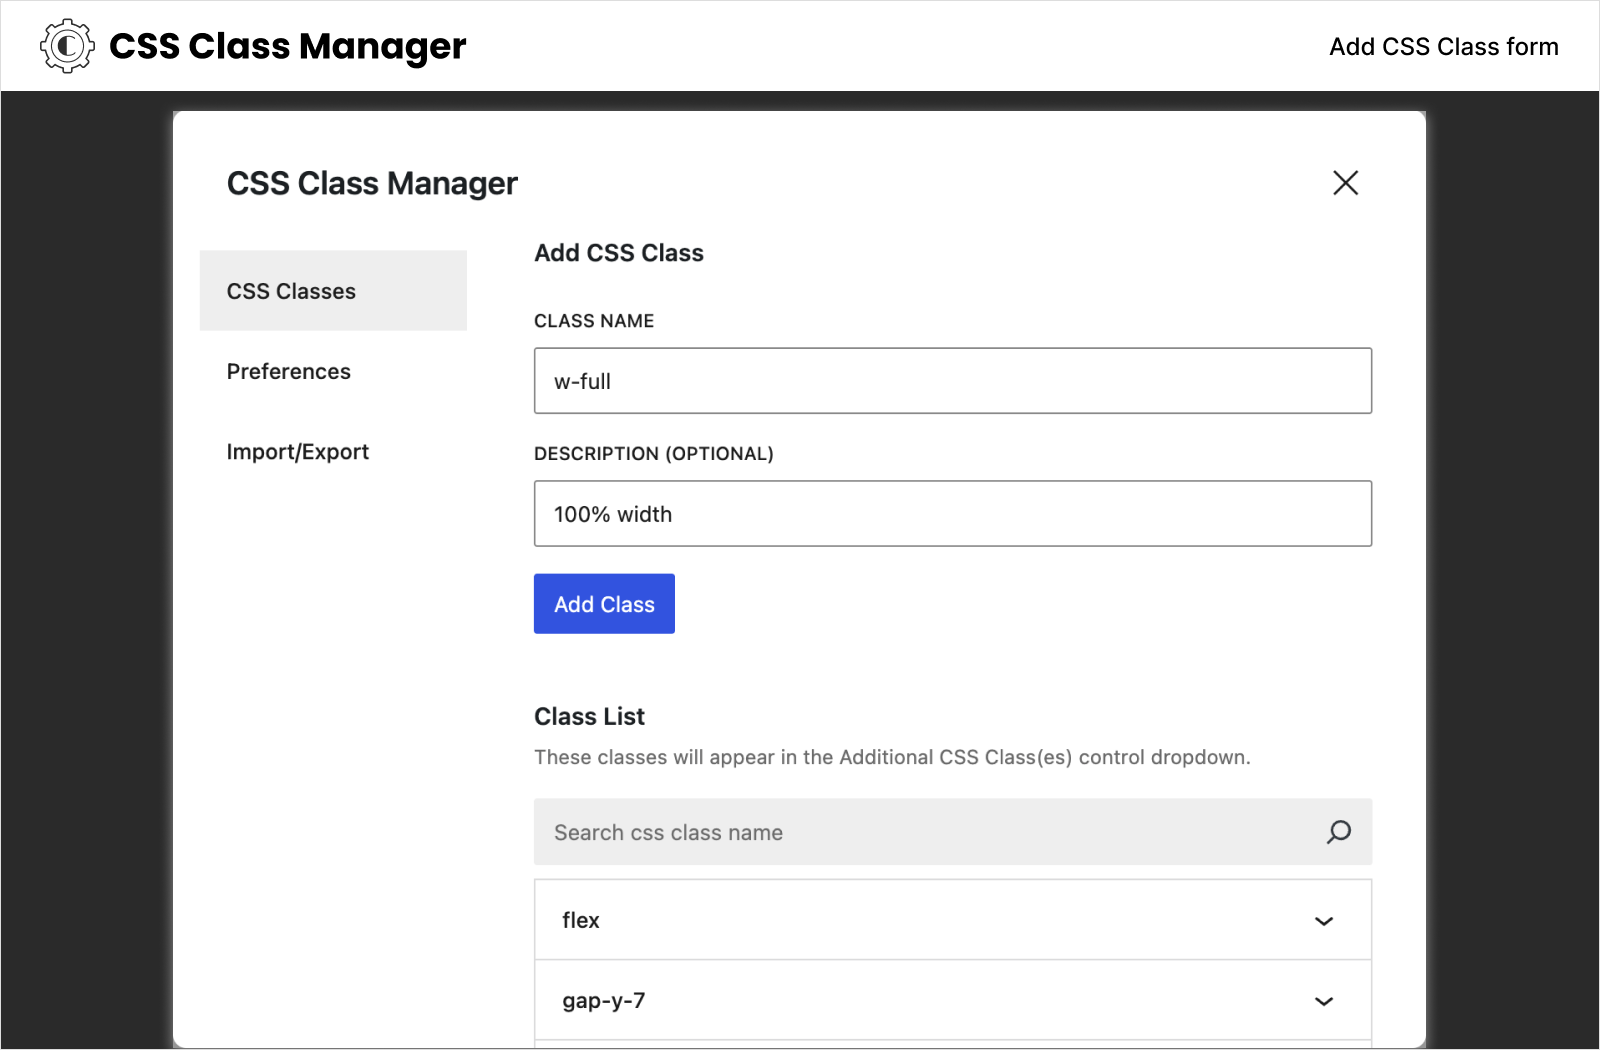 CSS Class Manager
Add CSS Class form
CSS Class Manager
CSS Classes
Preferences
Import/Export
Add CSS Class
CLASS NAME
w-full
DESCRIPTION (OPTIONAL)
100% width
Add Class
Class List
These classes will appear in the Additional CSS Class(es) control dropdown.
Search css class name
flex
gap-y-7